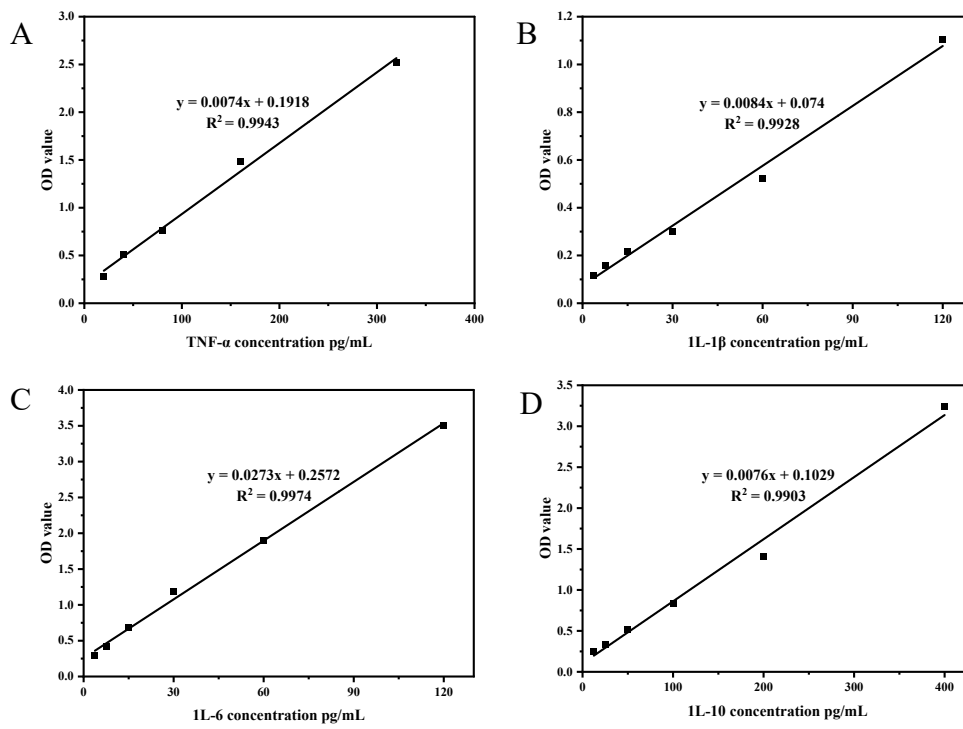 A
3.0
2.5
2.0
1.5
1.0
0.5
0.0
OD value
y = 0.0074x + 0.1918
R² = 0.9943
0
100
200
300
400
TNF-α concentration pg/mL
B
1.2
1.0
0.8
0.6
0.4
0.2
0.0
OD value
y = 0.0084x + 0.074
R² = 0.9928
0
30
60
90
120
1L-1β concentration pg/mL
C
4.0
3.5
3.0
2.5
2.0
1.5
1.0
0.5
0.0
OD value
y = 0.0273x + 0.2572
R² = 0.9974
0
30
60
90
120
1L-6 concentration pg/mL
D
3.5
3.0
2.5
2.0
1.5
1.0
0.5
0.0
OD value
y = 0.0076x + 0.1029
R² = 0.9903
0
100
200
300
400
1L-10 concentration pg/mL